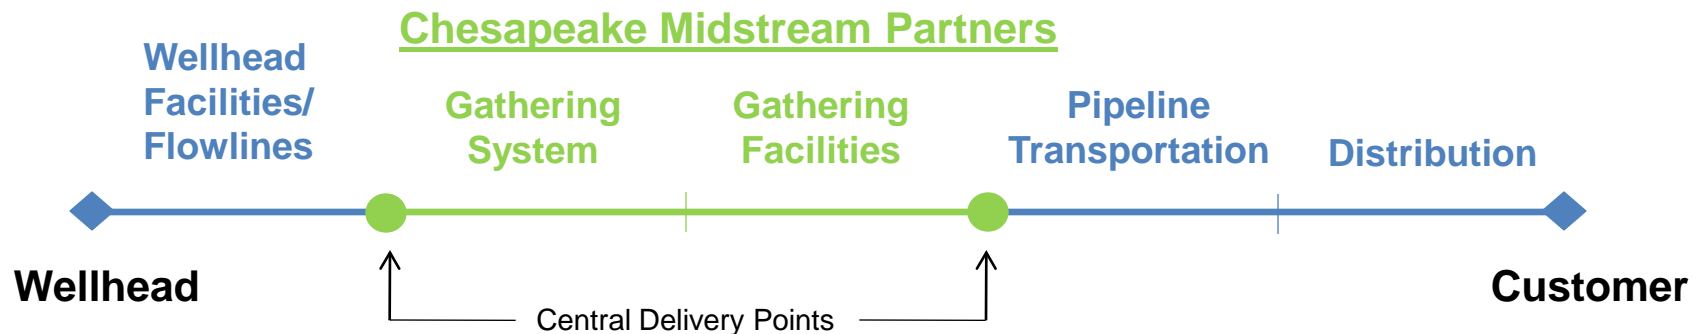 Chesapeake Midstream Partners
Wellhead
Facilities/
Flowlines
Gathering
System
Gathering
Facilities
Pipeline
Transportation
Distribution
Wellhead
Customer
Central Delivery Points